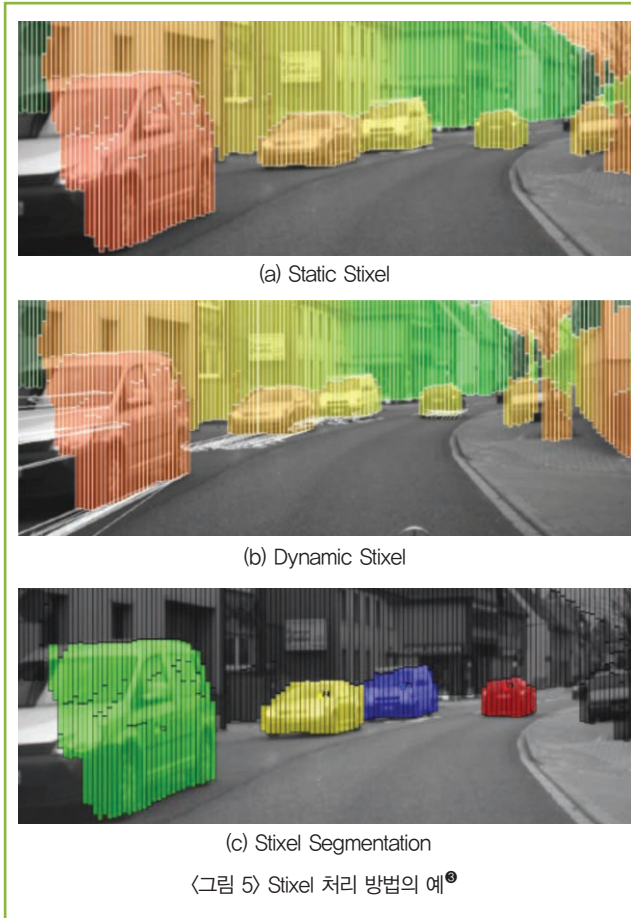 (a) Static Stixel
(b) Dynamic Stixel
(c) Stixel Segmentation
〈그림 5〉 Stixel 처리 방법의 예❸